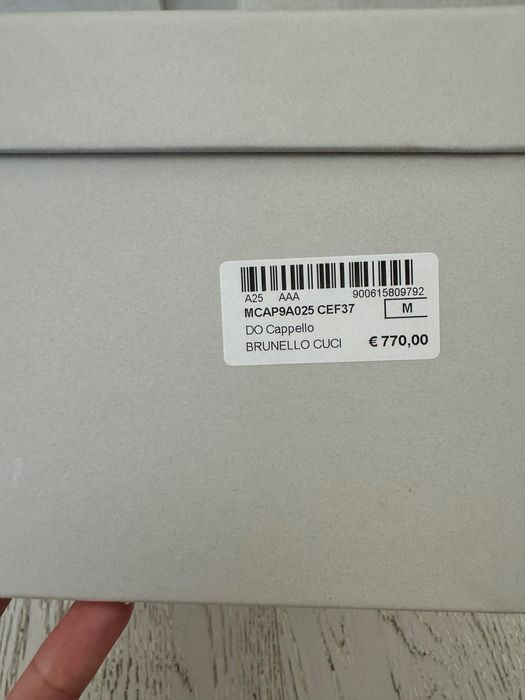 A25 AAA 900615809792
MCAP9A025 CEF37 M
DO Cappello
BRUNELLO CUCI € 770,00